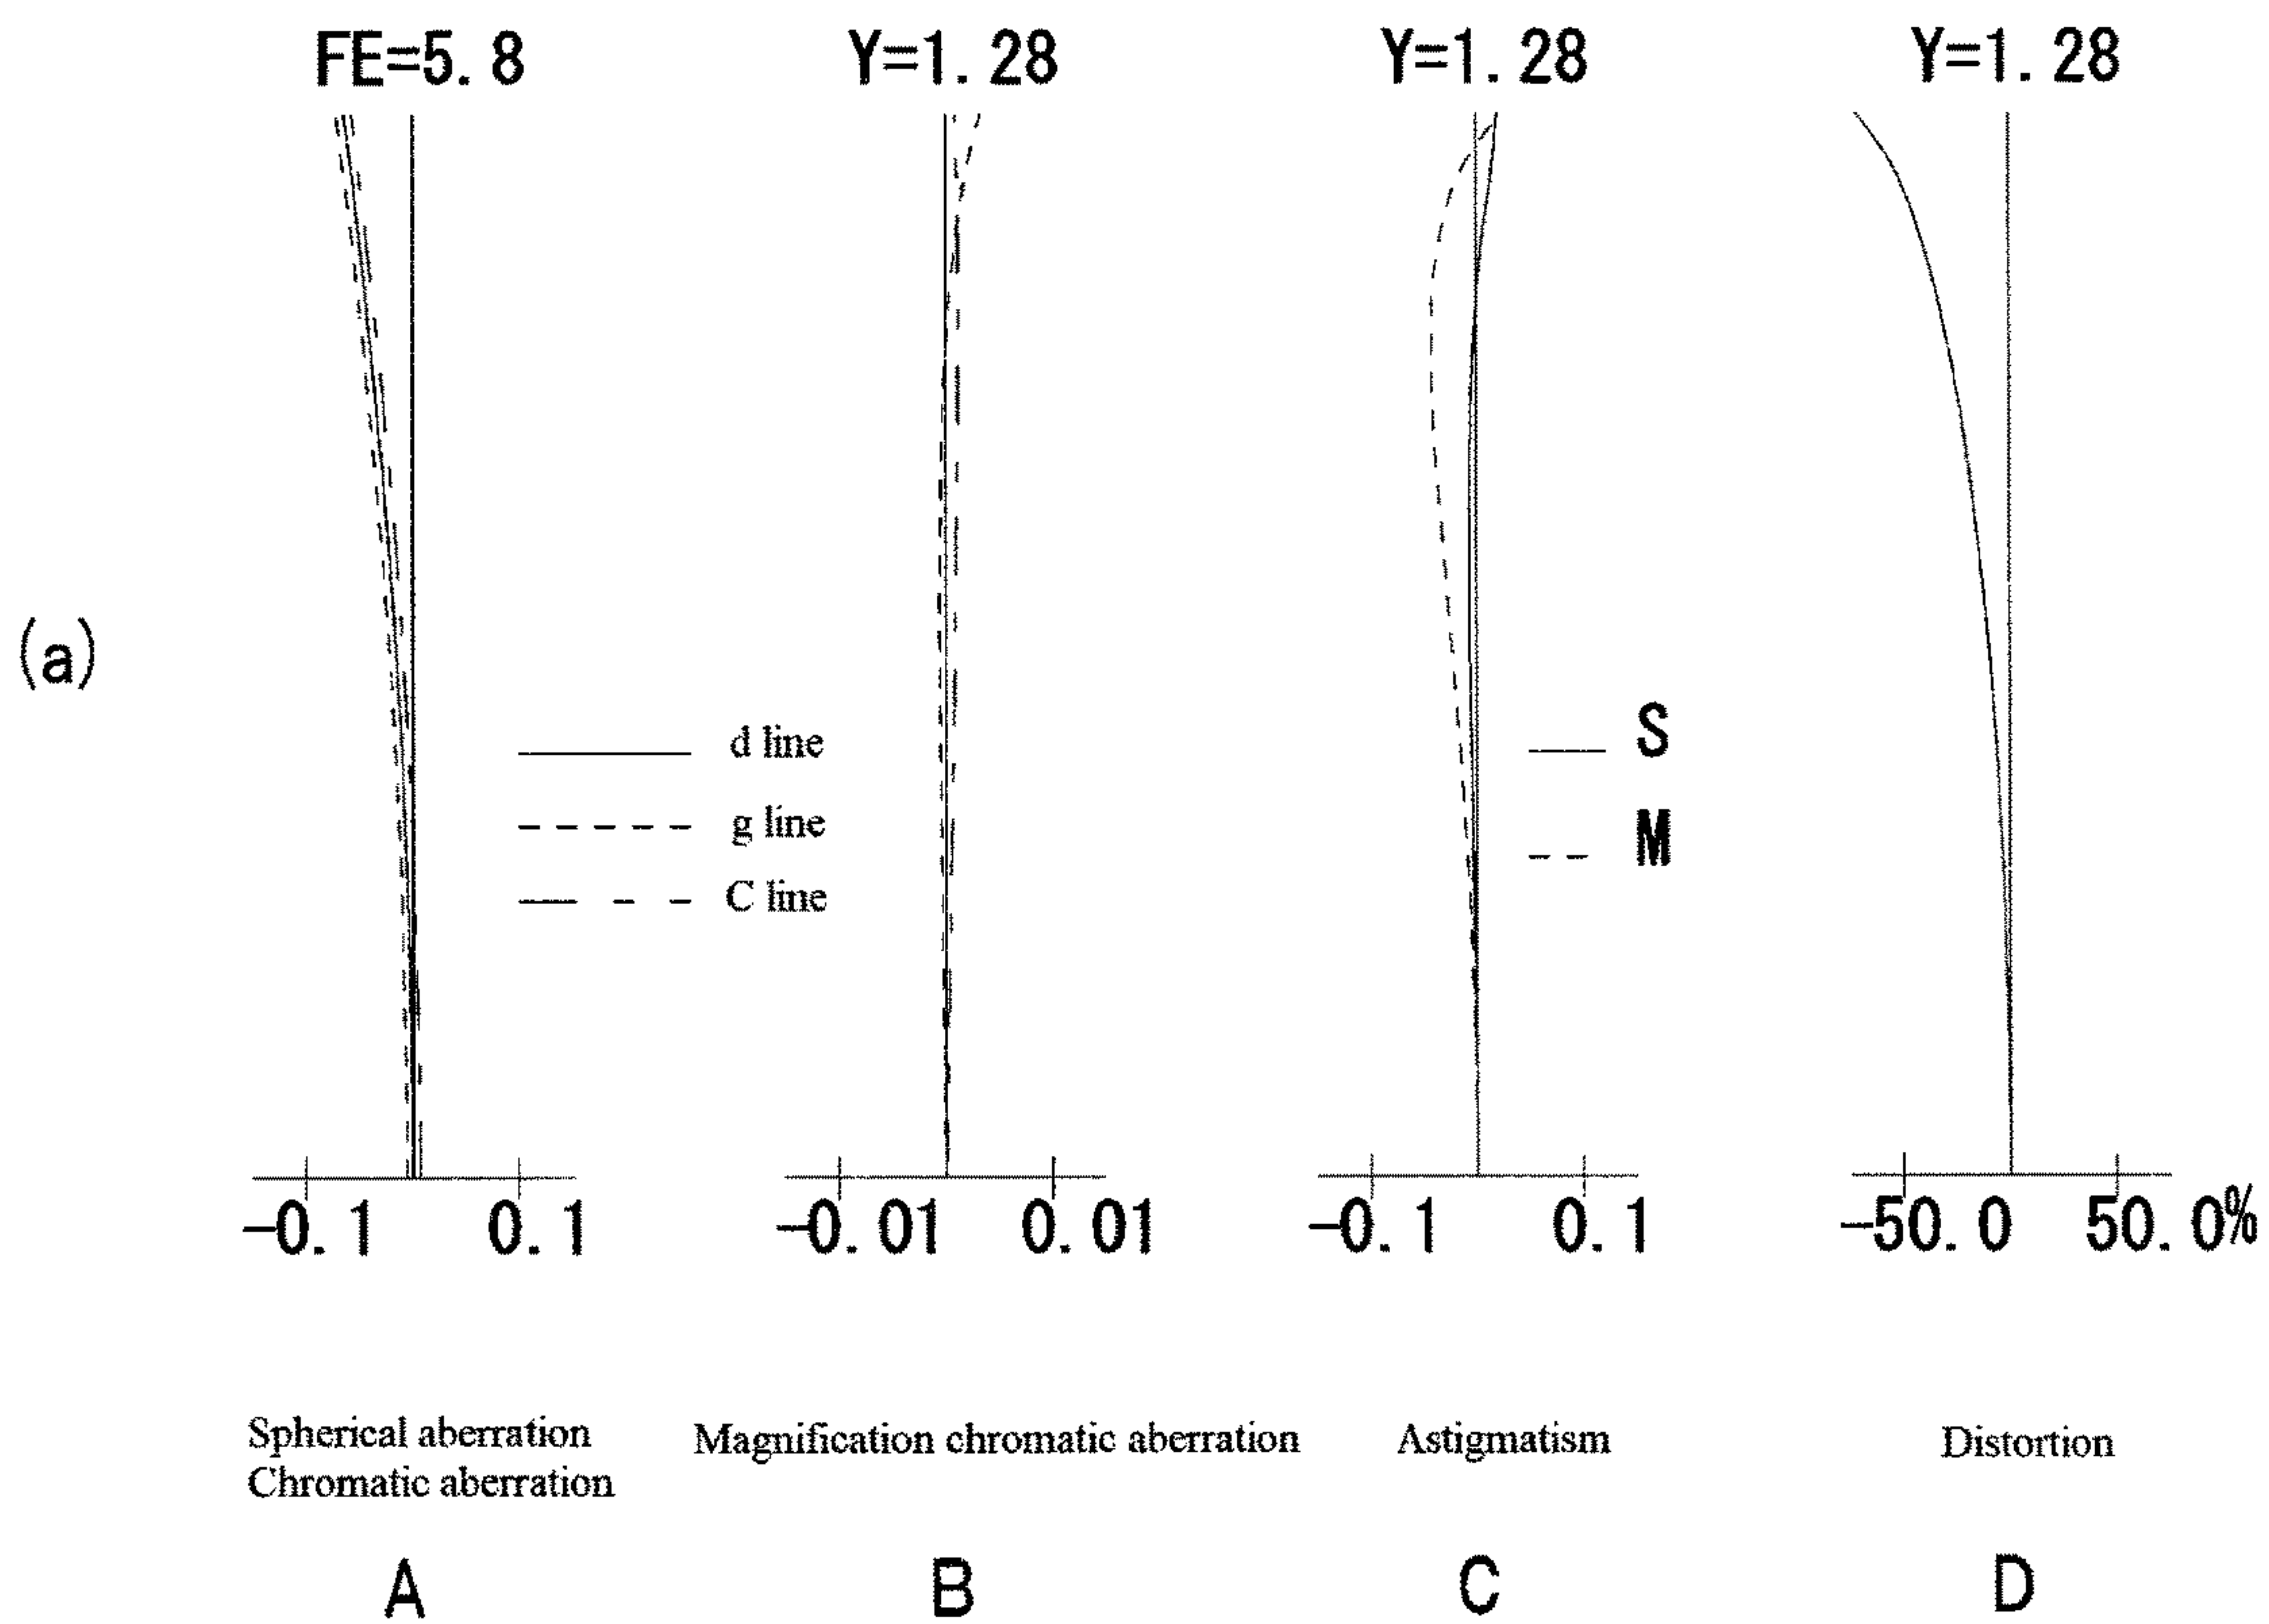 FE=5.8
Y=1.28
Y=1.28
Y=1.28
(a)
d line
g line
C line
S
M
-0.1
0.1
-0.01
0.01
-0.1
0.1
-50.0
50.0%
Spherical aberration
Chromatic aberration
Magnification chromatic aberration
Astigmatism
Distortion
A
B
C
D